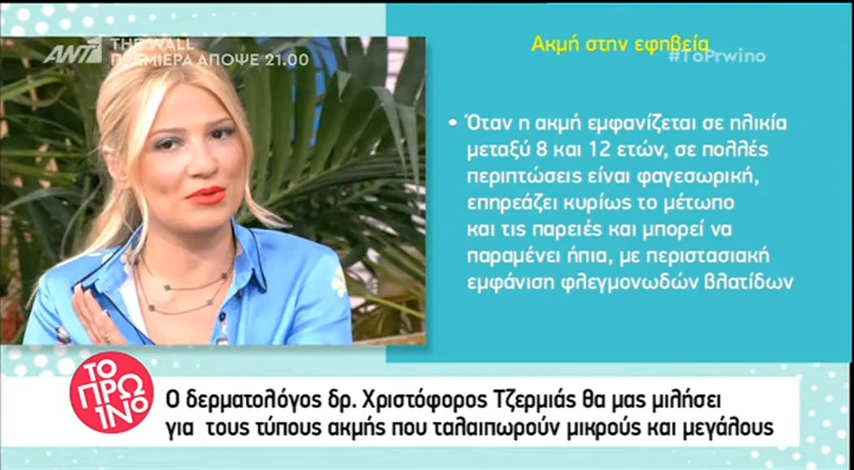 ANT1
THE WALL
ΠΡΕΜΙΕΡΑ ΑΠΟΨΕ 21.00
Ακμή στην εφηβεία
#ToPrwino
• Όταν η ακμή εμφανίζεται σε ηλικία
μεταξύ 8 και 12 ετών, σε πολλές
περιπτώσεις είναι φαγεσωρική,
επηρεάζει κυρίως το μέτωπο
και τις παρειές και μπορεί να
παραμένει ήπια, με περιστασιακή
εμφάνιση φλεγμονωδών βλατίδων
ΤΟ
ΠΡΩ
ΙΝΟ
Ο δερματολόγος δρ. Χριστόφορος Τζερμιάς θα μας μιλήσει
για τους τύπους ακμής που ταλαιπωρούν μικρούς και μεγάλους